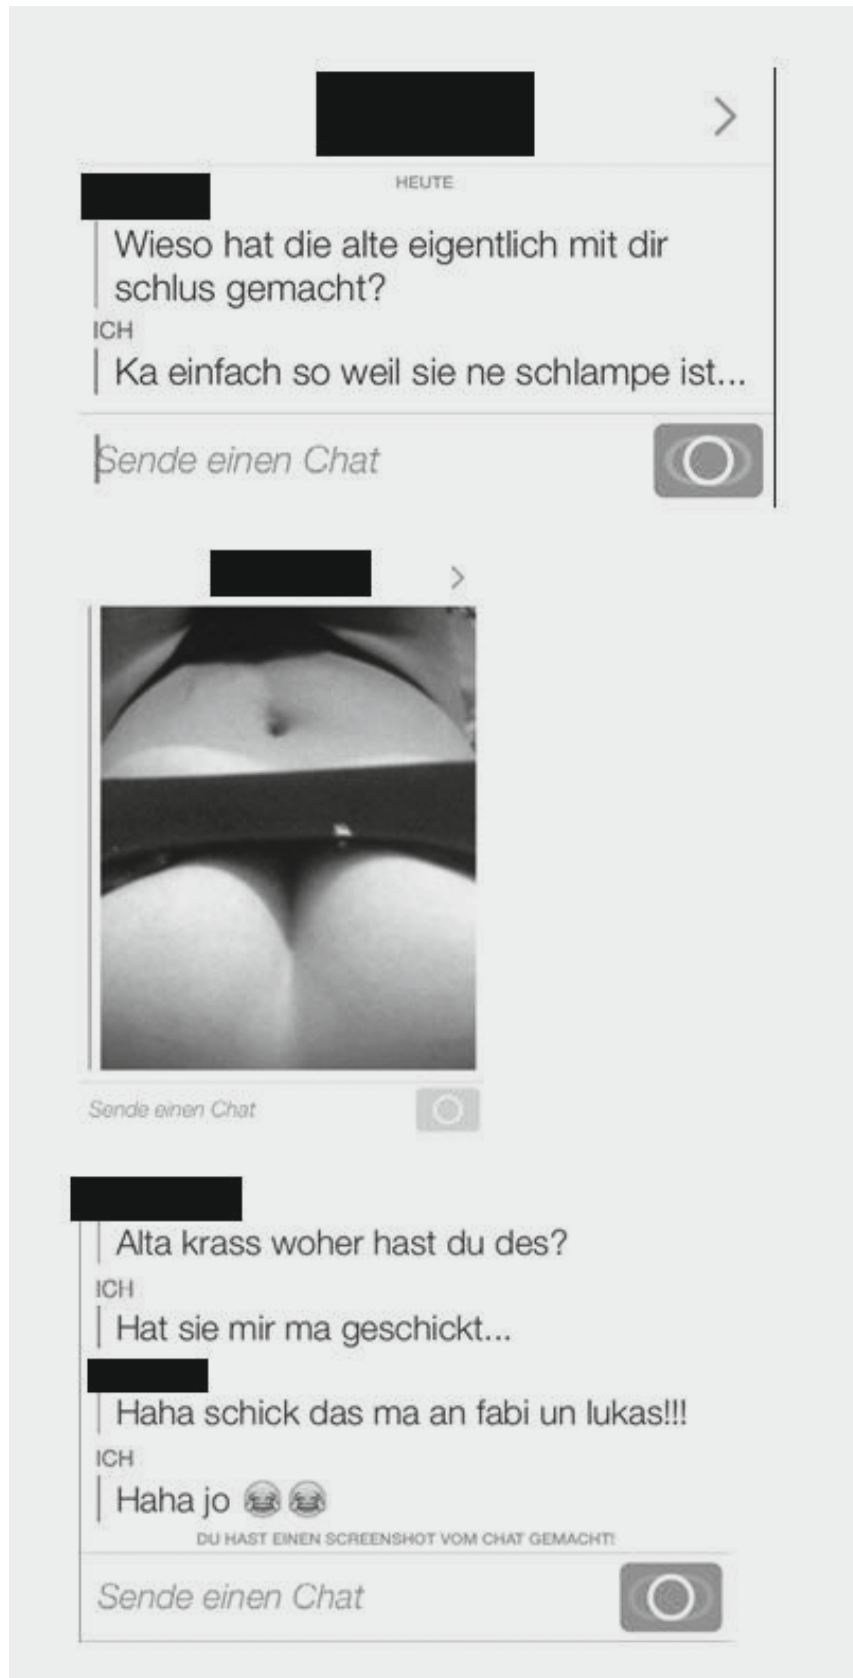 HEUTE
Wieso hat die alte eigentlich mit dir
schlus gemacht?
ICH
Ka einfach so weil sie ne schlampe ist...
Sende einen Chat
Sende einen Chat
Alta krass woher hast du des?
ICH
Hat sie mir ma geschickt...
Haha schick das ma an fabi un lukas!!!
ICH
Haha jo 😂😂
DU HAST EINEN SCREENSHOT VOM CHAT GEMACHT!
Sende einen Chat